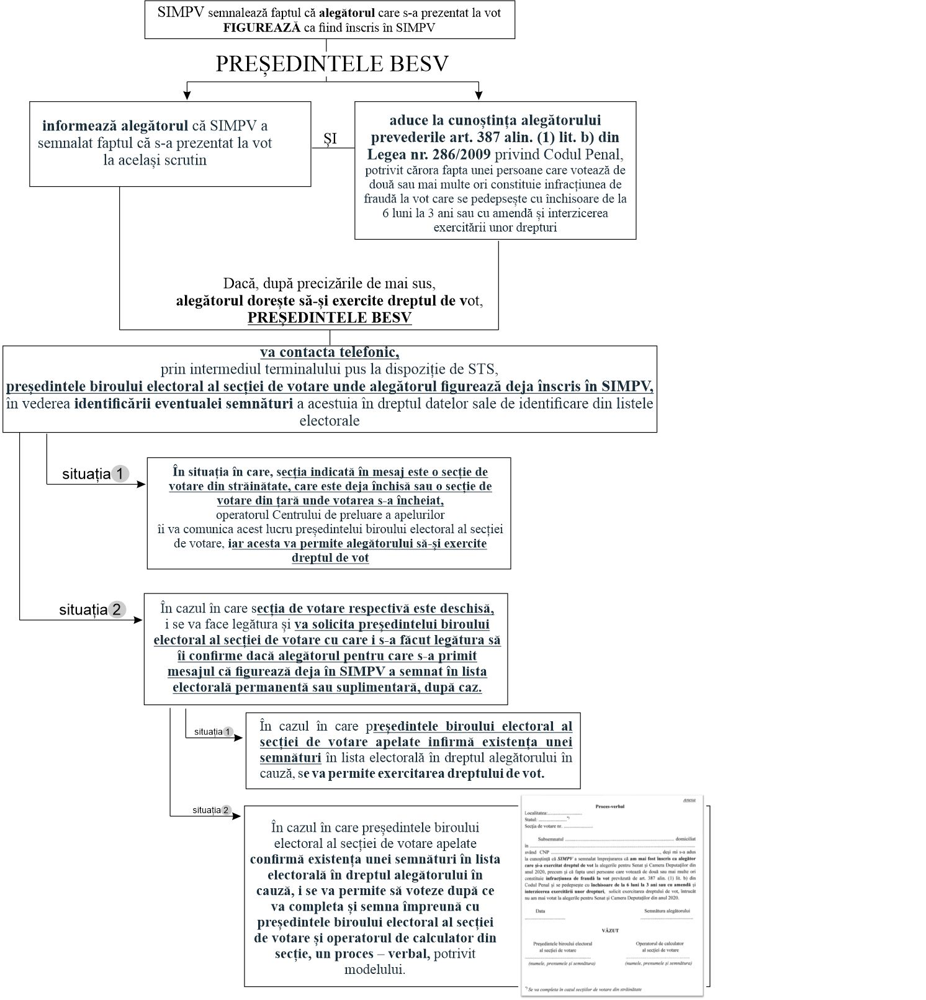 SIMPV semnalează faptul că alegătorul care s-a prezentat la vot
FIGUREAZĂ ca fiind înscris în SIMPV
PREȘEDINTELE BESV
informează alegătorul că SIMPV a
semnalat faptul că s-a prezentat la vot
la același scrutin
ȘI
aduce la cunoștința alegătorului
prevederile art. 387 alin. (1) lit. b) din
Legea nr. 286/2009 privind Codul Penal,
potrivit cărora fapta unei persoane care votează de
două sau mai multe ori constituie infracțiunea de
fraudă la vot care se pedepsește cu închisoare de la
6 luni la 3 ani sau cu amendă și interzicerea
exercitării unor drepturi
Dacă, după precizările de mai sus,
alegătorul dorește să-și exercite dreptul de vot,
PREȘEDINTELE BESV
va contacta telefonic,
prin intermediul terminalului pus la dispoziție de STS,
președintele biroului electoral al secției de votare unde alegătorul figurează deja înscris în SIMPV,
în vederea identificării eventualei semnături a acestuia în dreptul datelor sale de identificare din listele
electorale
situația 1
În situația în care, secția indicată în mesaj este o secție de
votare din străinătate, care este deja închisă sau o secție de
votare din țară unde votarea s-a încheiat,
operatorul Centrului de preluare a apelurilor
îi va comunica acest lucru președintelui biroului electoral al secției
de votare, iar acesta va permite alegătorului să-și exercite
dreptul de vot
situația 2
În cazul în care secția de votare respectivă este deschisă,
i se va face legătura și va solicita președintelui biroului
electoral al secției de votare cu care i s-a făcut legătura să
îi confirme dacă alegătorul pentru care s-a primit
mesajul că figurează deja în SIMPV a semnat în lista
electorală permanentă sau suplimentară, după caz.
situația 1
În cazul în care președintele biroului electoral al
secției de votare apelate infirmă existența unei
semnături în lista electorală în dreptul alegătorului în
cauză, se va permite exercitarea dreptului de vot.
situația 2
În cazul în care președintele biroului
electoral al secției de votare apelate
confirmă existența unei semnături în lista
electorală în dreptul alegătorului în
cauză, i se va permite să voteze după ce
va completa și semna împreună cu
președintele biroului electoral al secției
de votare și operatorul de calculator din
secție, un proces – verbal, potrivit
modelului.
Anexa
Proces-verbal
Localitatea:..........................
Statul: ......................*)
Secția de votare nr. ......................
Subsemnatul ........................................................ domiciliat
în ........................................................
având CNP ........................................................, deși mi s-a adus
la cunoștință că SIMPV a semnalat împrejurarea că am mai fost înscris ca alegător
care și-a exercitat dreptul de vot la alegerile pentru Senat și Camera Deputaților din
anul 2020, precum și că fapta unei persoane care votează de două sau mai multe ori
constituie infracțiunea de fraudă la vot prevăzută de art. 387 alin. (1) lit. b) din
Codul Penal și se pedepsește cu închisoare de la 6 luni la 3 ani sau cu amendă și
interzicerea exercitării unor drepturi, solicit exercitarea dreptului de vot, întrucât
nu am mai votat la alegerile pentru Senat și Camera Deputaților din anul 2020.
Data Semnătura alegătorului
.............................. ..............................
VĂZUT
Președintele biroului electoral Operatorul de calculator
al secției de votare al secției de votare
.............................. ..............................
(numele, prenumele și semnătura) (numele, prenumele și semnătura)
*) Se va completa în cazul secțiilor de votare din străinătate